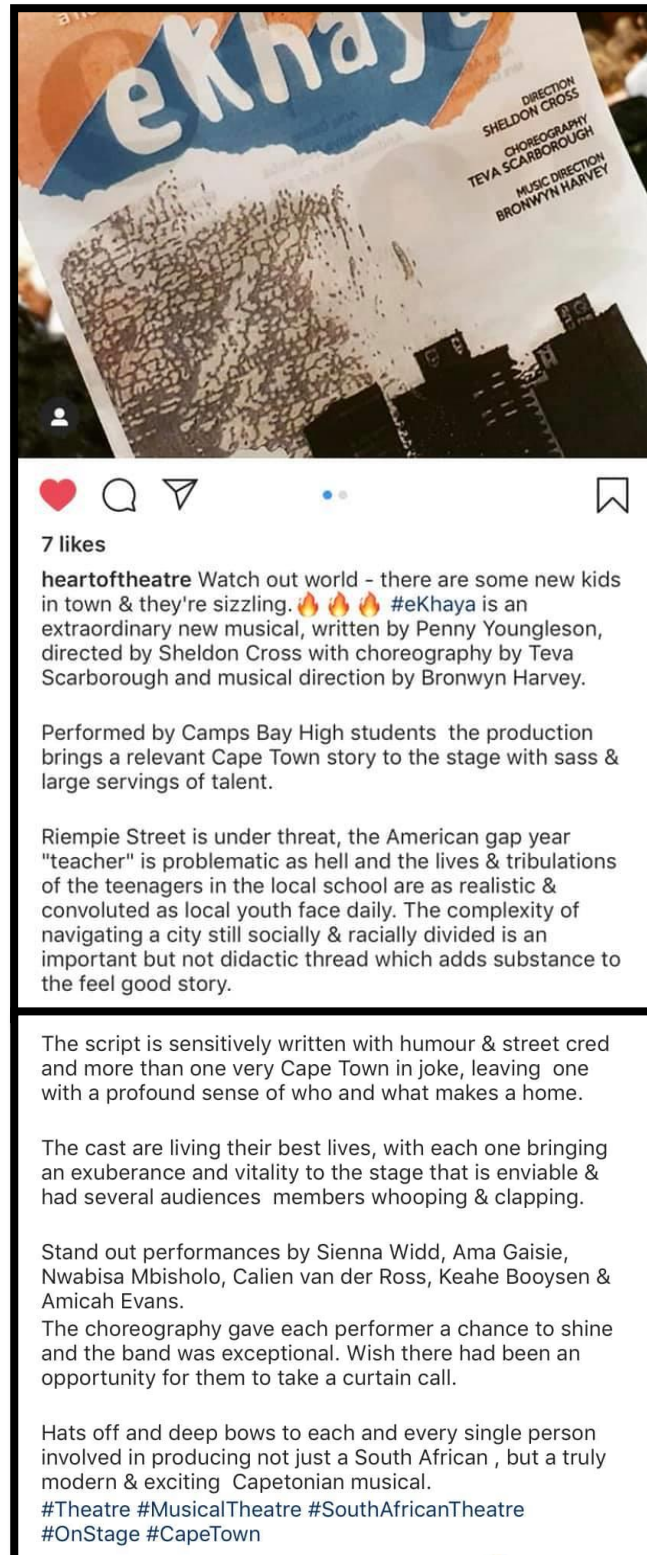 eKhaya
DIRECTION
SHELDON CROSS
CHOREOGRAPHY
TEVA SCARBOROUGH
MUSIC DIRECTION
BRONWYN HARVEY
7 likes
heartoftheatre Watch out world - there are some new kids
in town & they're sizzling.🔥🔥🔥 #eKhaya is an
extraordinary new musical, written by Penny Youngleson,
directed by Sheldon Cross with choreography by Teva
Scarborough and musical direction by Bronwyn Harvey.
Performed by Camps Bay High students  the production
brings a relevant Cape Town story to the stage with sass &
large servings of talent.
Riempie Street is under threat, the American gap year
"teacher" is problematic as hell and the lives & tribulations
of the teenagers in the local school are as realistic &
convoluted as local youth face daily. The complexity of
navigating a city still socially & racially divided is an
important but not didactic thread which adds substance to
the feel good story.
The script is sensitively written with humour & street cred
and more than one very Cape Town in joke, leaving  one
with a profound sense of who and what makes a home.
The cast are living their best lives, with each one bringing
an exuberance and vitality to the stage that is enviable &
had several audiences  members whooping & clapping.
Stand out performances by Sienna Widd, Ama Gaisie,
Nwabisa Mbisholo, Calien van der Ross, Keahe Booysen &
Amicah Evans.
The choreography gave each performer a chance to shine
and the band was exceptional. Wish there had been an
opportunity for them to take a curtain call.
Hats off and deep bows to each and every single person
involved in producing not just a South African , but a truly
modern & exciting  Capetonian musical.
#Theatre #MusicalTheatre #SouthAfricanTheatre
#OnStage #CapeTown